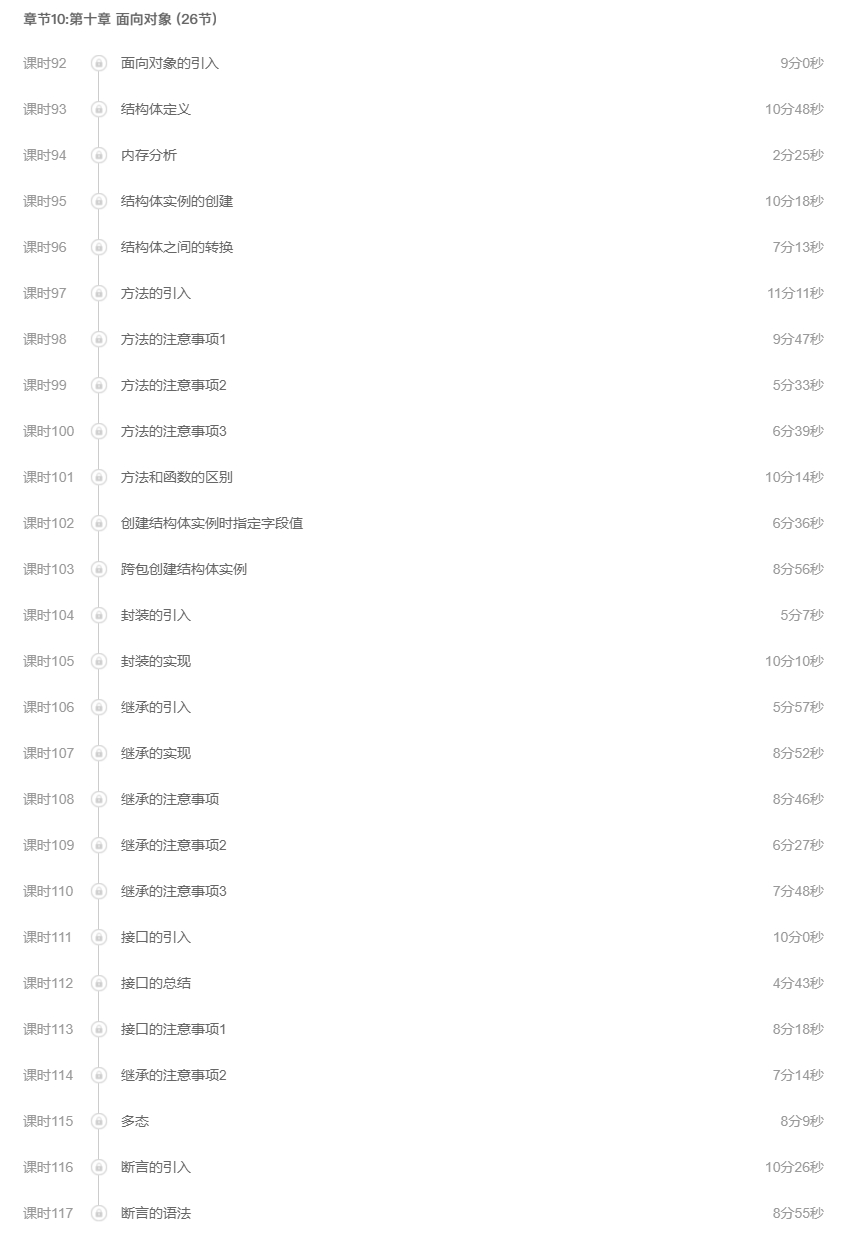 章节10:第十章 面向对象 (26节)
课时92 面向对象的引入 9分0秒
课时93 结构体定义 10分48秒
课时94 内存分析 2分25秒
课时95 结构体实例的创建 10分18秒
课时96 结构体之间的转换 7分13秒
课时97 方法的引入 11分11秒
课时98 方法的注意事项1 9分47秒
课时99 方法的注意事项2 5分33秒
课时100 方法的注意事项3 6分39秒
课时101 方法和函数的区别 10分14秒
课时102 创建结构体实例时指定字段值 6分36秒
课时103 跨包创建结构体实例 8分56秒
课时104 封装的引入 5分7秒
课时105 封装的实现 10分10秒
课时106 继承的引入 5分57秒
课时107 继承的实现 8分52秒
课时108 继承的注意事项 8分46秒
课时109 继承的注意事项2 6分27秒
课时110 继承的注意事项3 7分48秒
课时111 接口的引入 10分0秒
课时112 接口的总结 4分43秒
课时113 接口的注意事项1 8分18秒
课时114 继承的注意事项2 7分14秒
课时115 多态 8分9秒
课时116 断言的引入 10分26秒
课时117 断言的语法 8分55秒